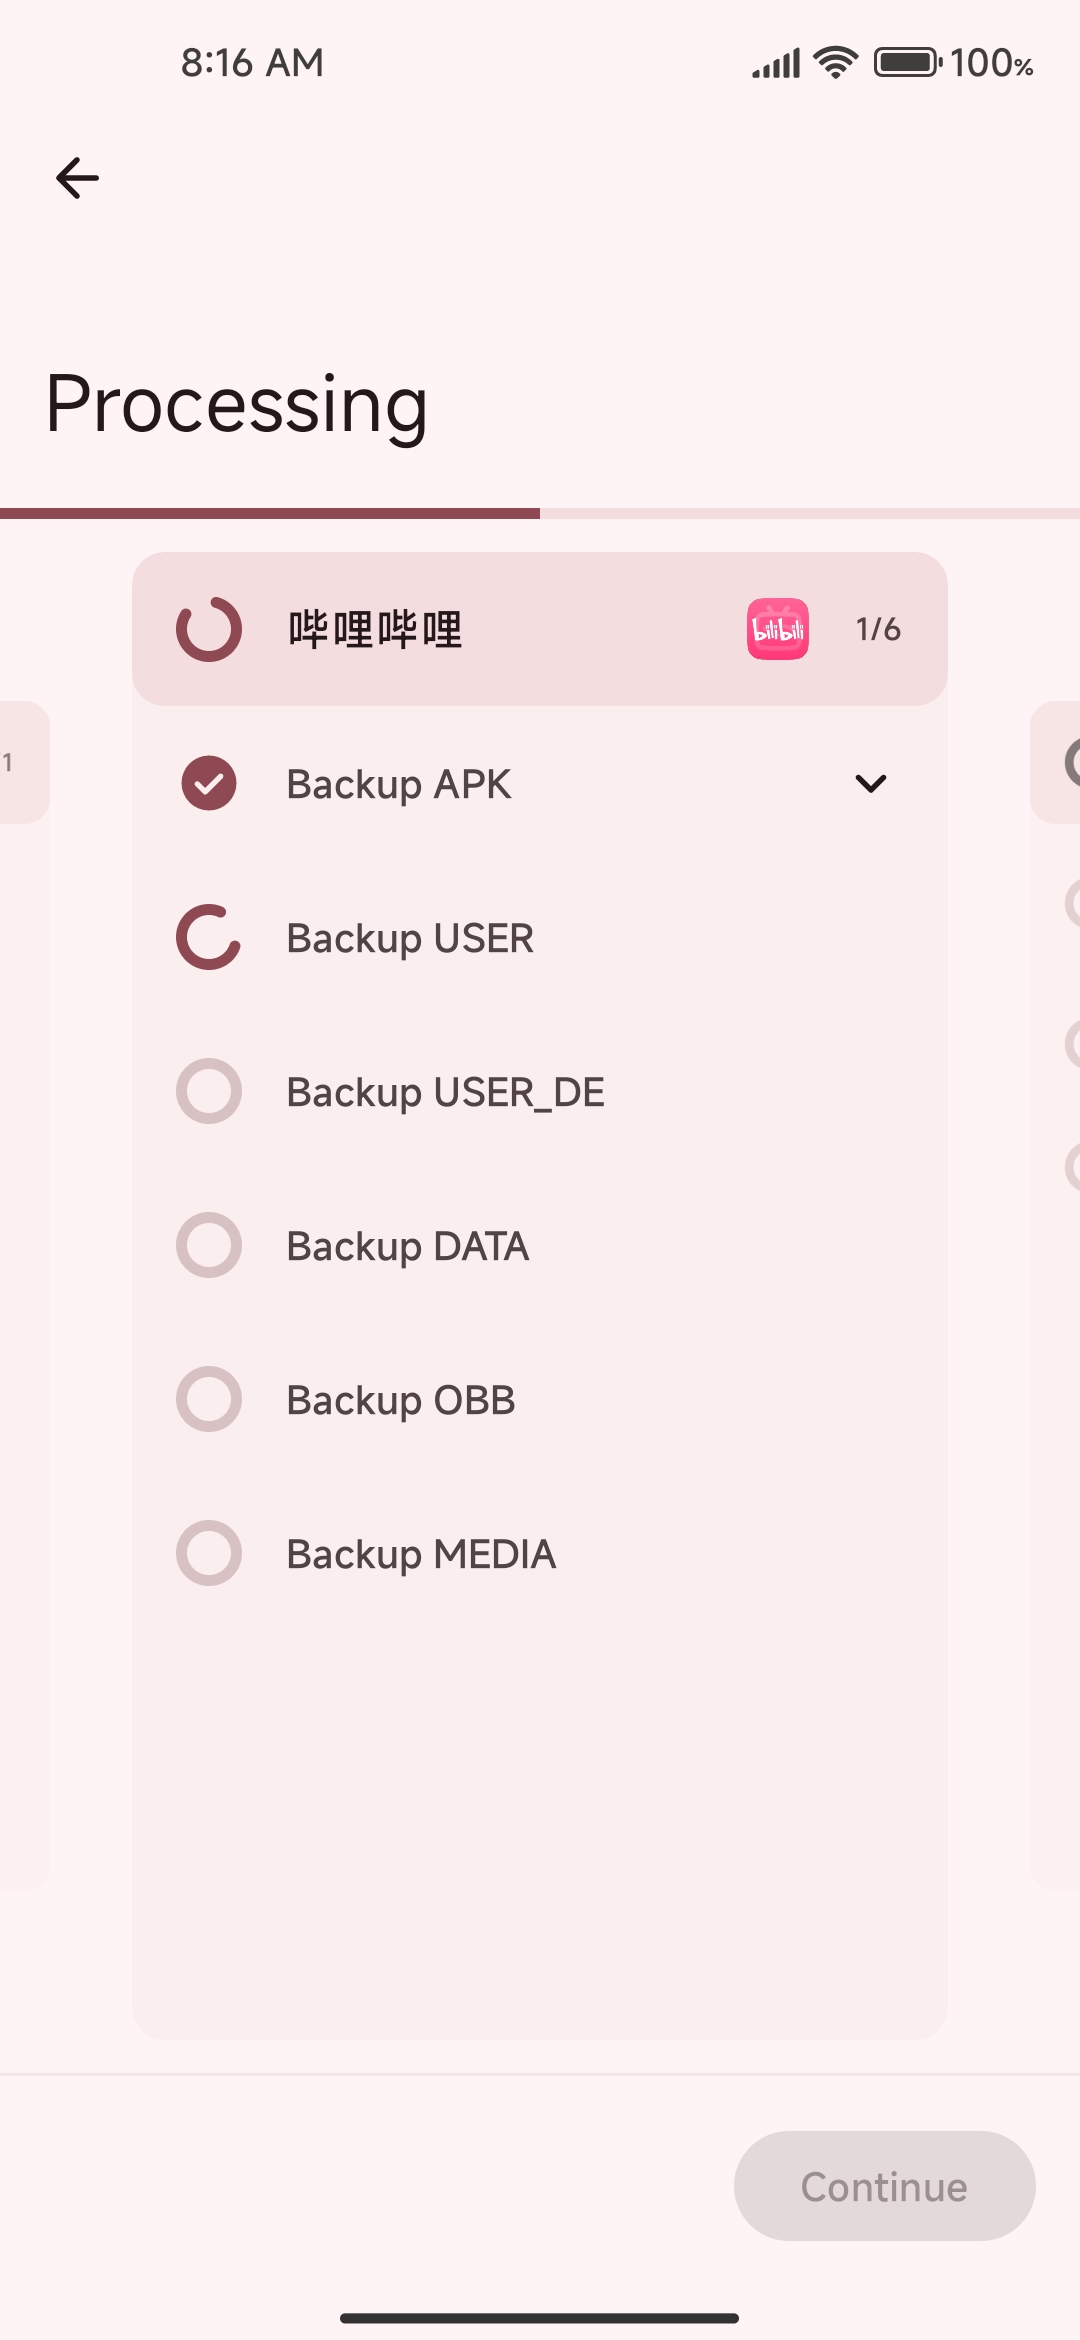 8:16 AM
100%
Processing
哔哩哔哩
bilibili
1/6
1
Backup APK
Backup USER
Backup USER_DE
Backup DATA
Backup OBB
Backup MEDIA
Continue